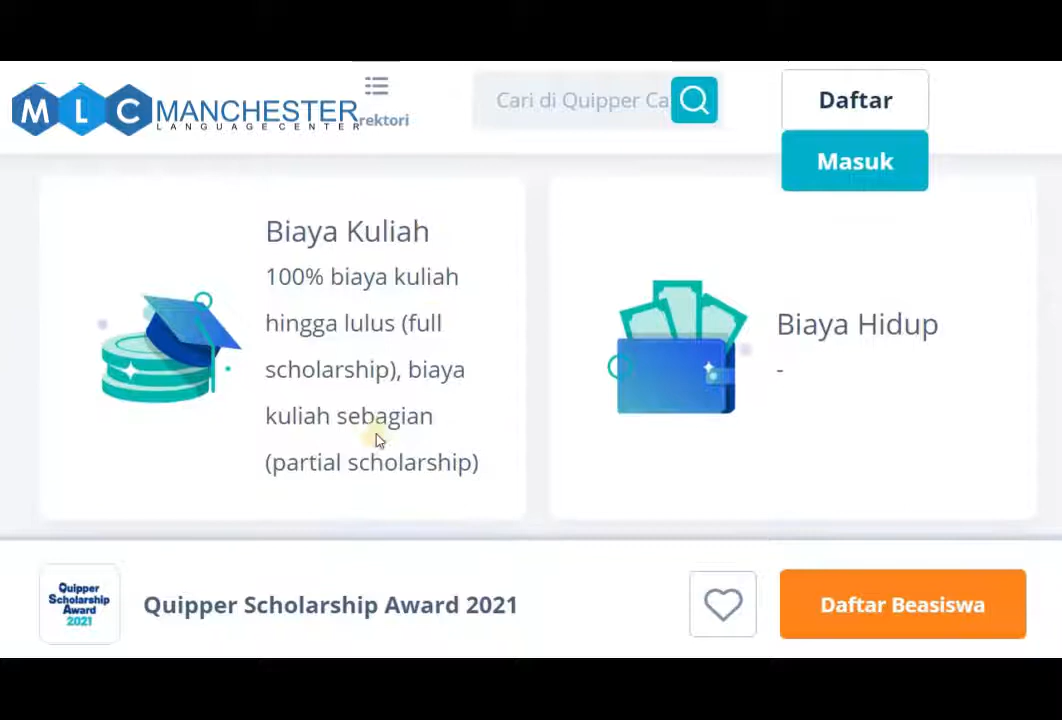 MLC MANCHESTER
LANGUAGE CENTER
rektori
Cari di Quipper Ca
Daftar
Masuk
Biaya Kuliah
100% biaya kuliah
hingga lulus (full
scholarship), biaya
kuliah sebagian
(partial scholarship)
Biaya Hidup
-
Quipper
Scholarship
Award
2021
Quipper Scholarship Award 2021
Daftar Beasiswa